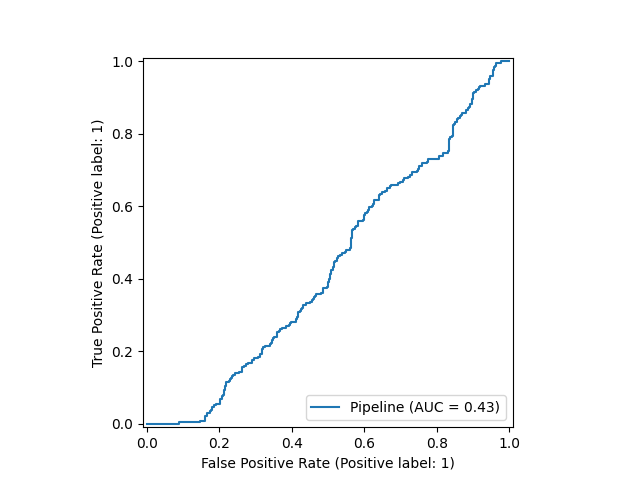 1.0
0.8
0.6
0.4
0.2
0.0
True Positive Rate (Positive label: 1)
Pipeline (AUC = 0.43)
0.0 0.2 0.4 0.6 0.8 1.0
False Positive Rate (Positive label: 1)